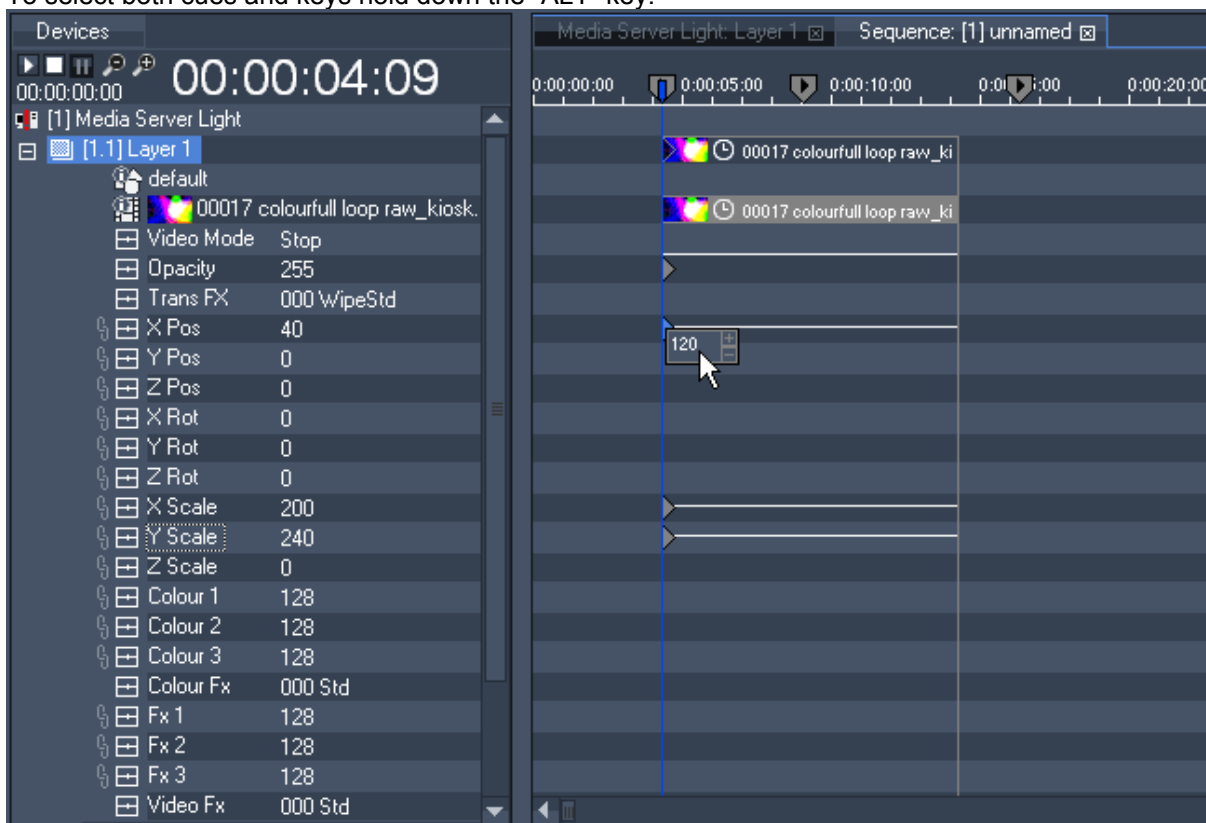 To select both cues and keys hold down the "ALT" key.
Devices
Media Server Light: Layer 1
Sequence: [1] unnamed
00:00:00:00
00:00:04:09
0:00:00:00 0:00:05:00 0:00:10:00 :00 0:00:20:00
[1] Media Server Light
[1.1] Layer 1
00017 colourfull loop raw_ki
default
00017 colourfull loop raw_kiosk.
00017 colourfull loop raw_ki
Video Mode Stop
Opacity 255
Trans FX 000 WipeStd
X Pos 40
120
Y Pos 0
Z Pos 0
X Rot 0
Y Rot 0
Z Rot 0
X Scale 200
Y Scale 240
Z Scale 0
Colour 1 128
Colour 2 128
Colour 3 128
Colour Fx 000 Std
Fx 1 128
Fx 2 128
Fx 3 128
Video Fx 000 Std